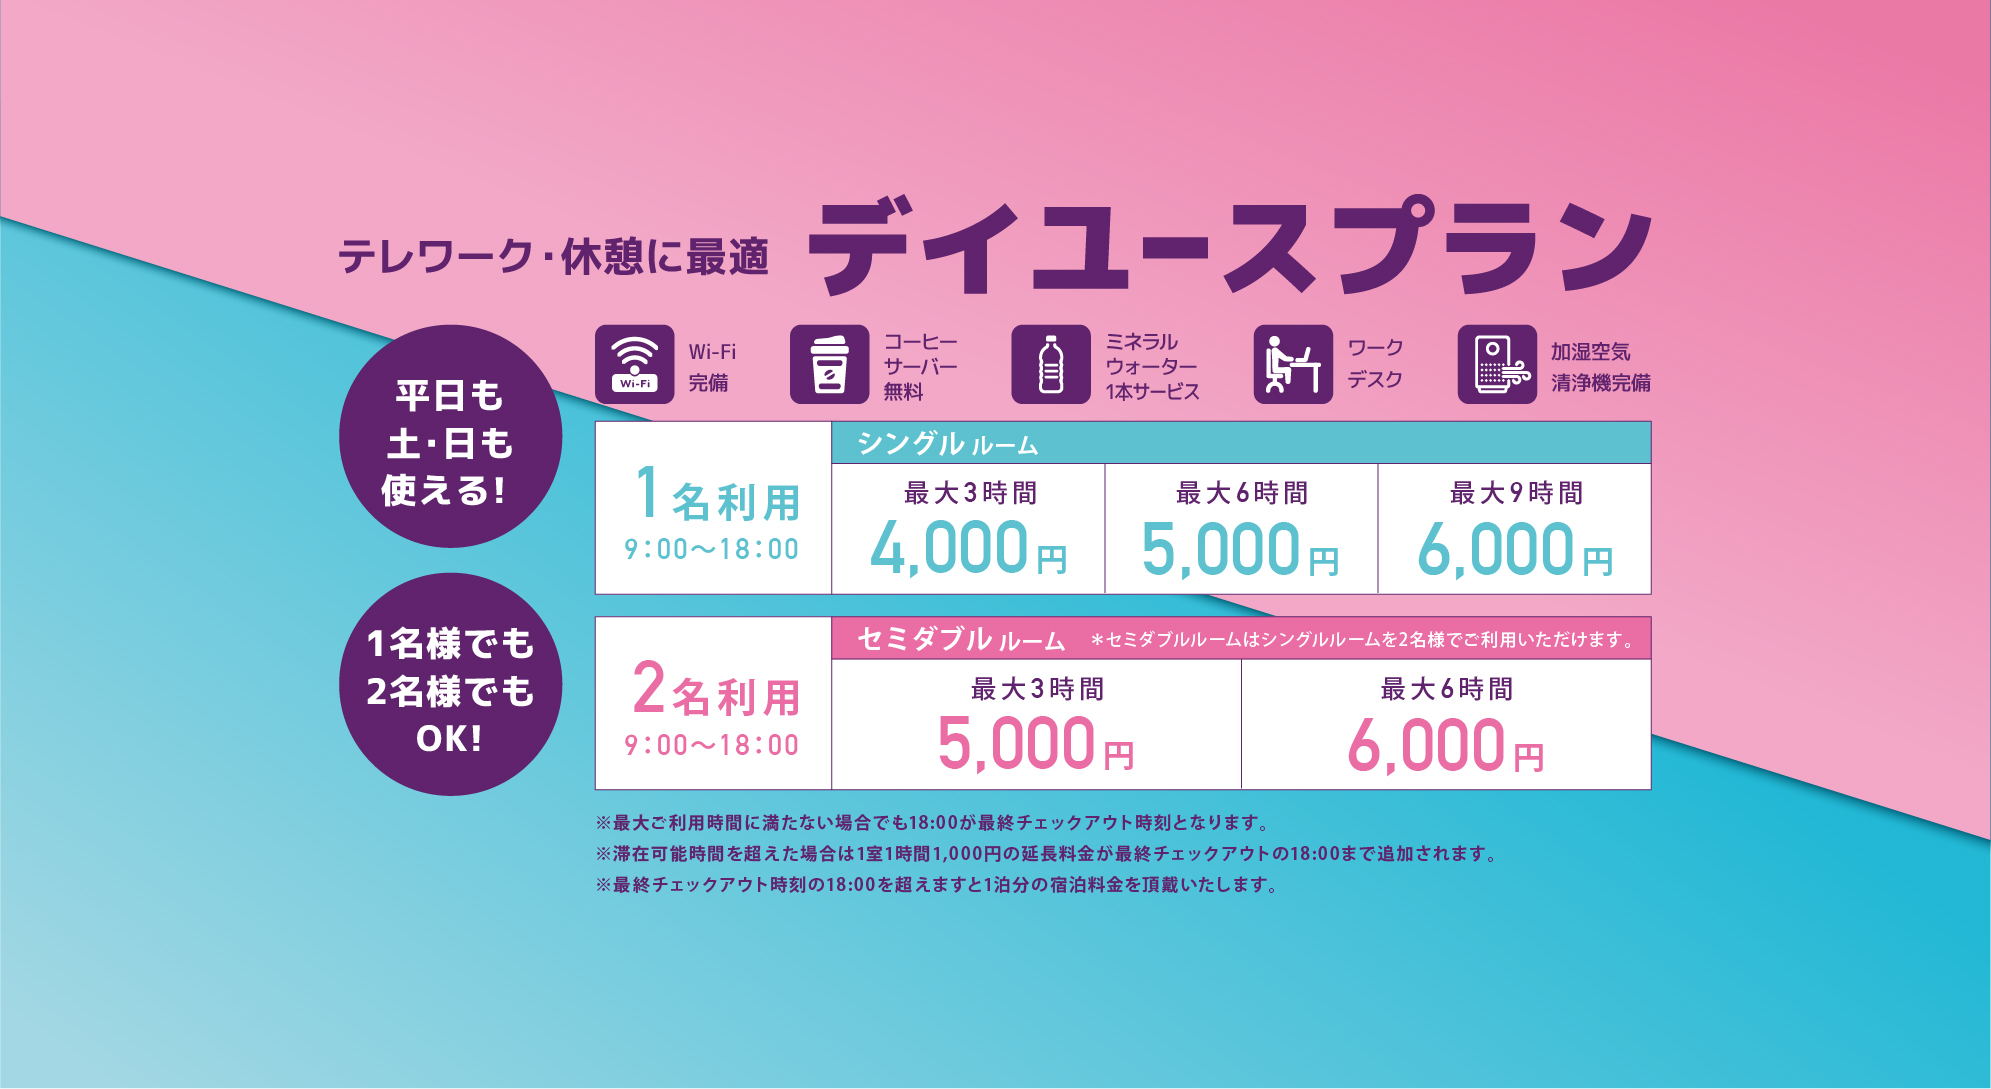 テレワーク・休憩に最適 デイユースプラン
平日も
土・日も
使える!
1名様でも
2名様でも
OK!
Wi-Fi
Wi-Fi
完備
コーヒー
サーバー
無料
ミネラル
ウォーター
1本サービス
ワーク
デスク
加湿空気
清浄機完備
1名利用
9:00〜18:00
シングル ルーム
最大3時間
4,000円
最大6時間
5,000円
最大9時間
6,000円
2名利用
9:00〜18:00
セミダブル ルーム ＊セミダブルルームはシングルルームを2名様でご利用いただけます。
最大3時間
5,000円
最大6時間
6,000円
※最大ご利用時間に満たない場合でも18:00が最終チェックアウト時刻となります。
※滞在可能時間を超えた場合は1室1時間1,000円の延長料金が最終チェックアウトの18:00まで追加されます。
※最終チェックアウト時刻の18:00を超えますと1泊分の宿泊料金を頂戴いたします。